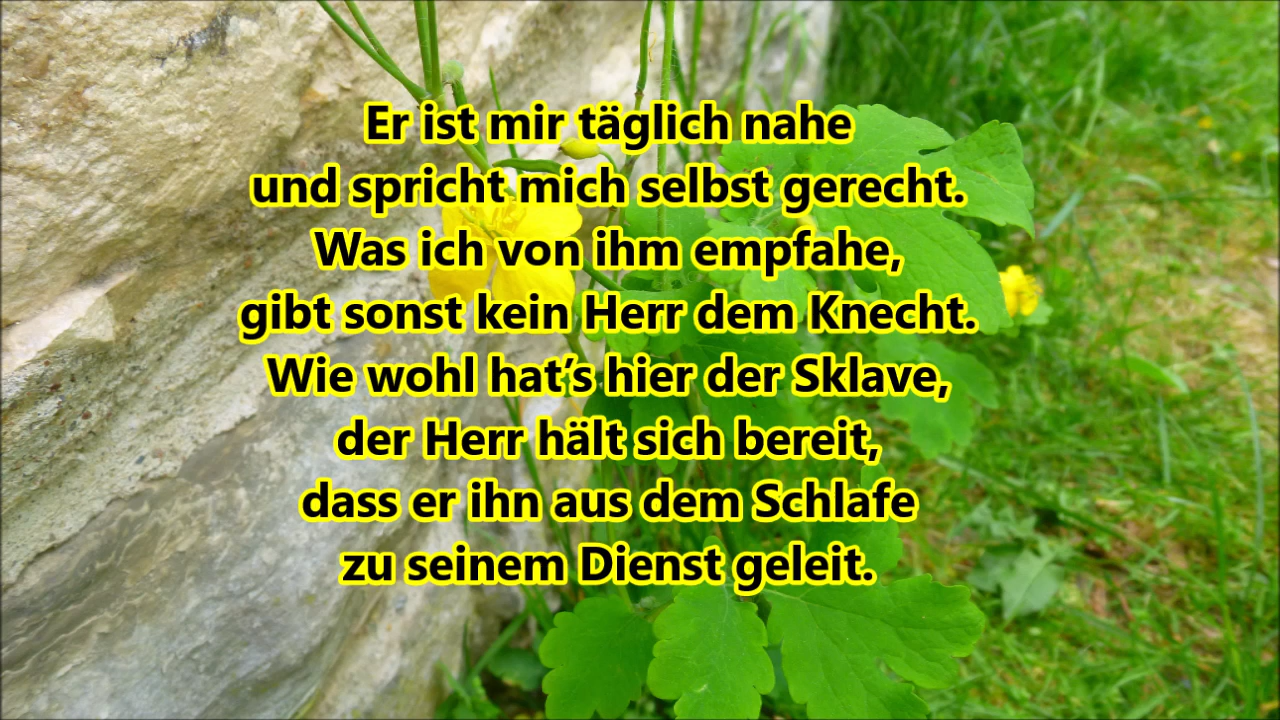 Er ist mir täglich nahe
und spricht mich selbst gerecht.
Was ich von ihm empfahe,
gibt sonst kein Herr dem Knecht.
Wie wohl hat’s hier der Sklave,
der Herr hält sich bereit,
dass er ihn aus dem Schlafe
zu seinem Dienst geleit.